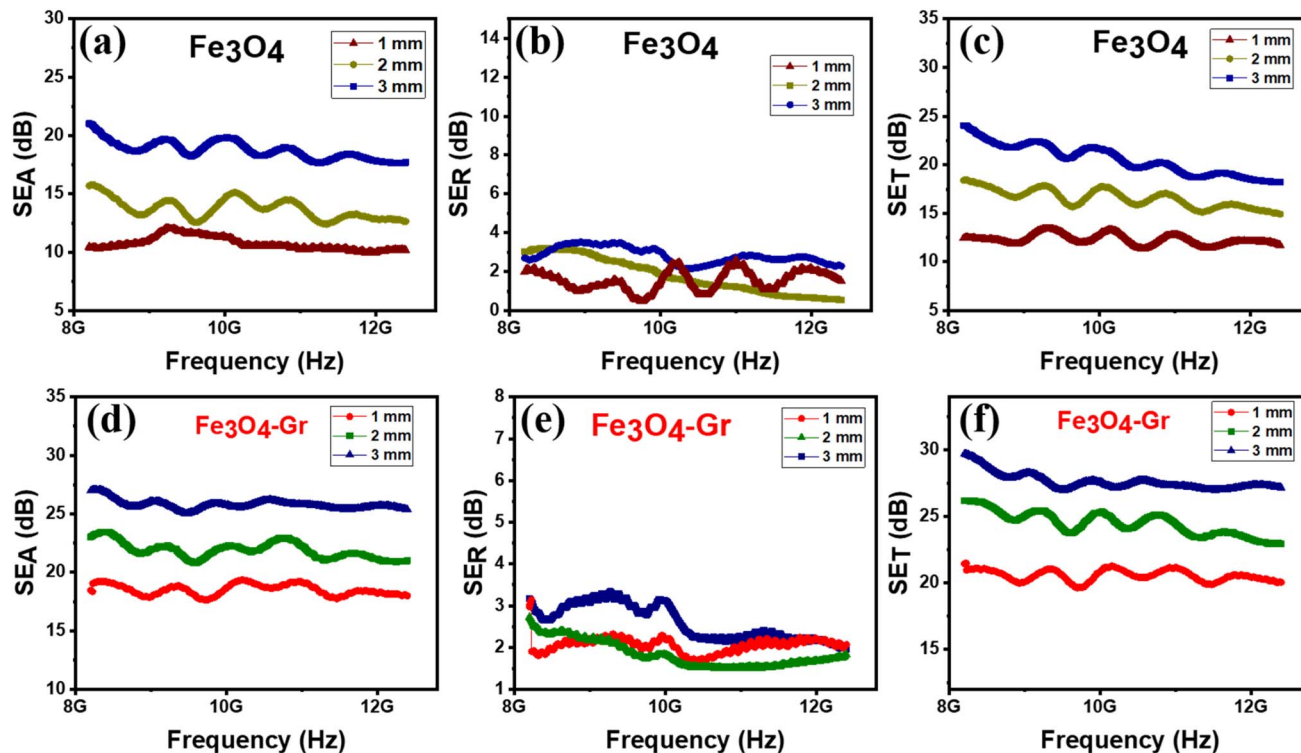 (a)
Fe3O4
1 mm
2 mm
3 mm
30
25
20
15
10
5
SEA (dB)
8G 10G 12G
Frequency (Hz)
(b)
Fe3O4
1 mm
2 mm
3 mm
14
12
10
8
6
4
2
0
SER (dB)
8G 10G 12G
Frequency (Hz)
(c)
Fe3O4
1 mm
2 mm
3 mm
35
30
25
20
15
10
5
SET (dB)
8G 10G 12G
Frequency (Hz)
(d)
Fe3O4-Gr
1 mm
2 mm
3 mm
35
30
25
20
15
10
SEA (dB)
8G 10G 12G
Frequency (Hz)
(e)
Fe3O4-Gr
1 mm
2 mm
3 mm
8
7
6
5
4
3
2
1
SER (dB)
8G 10G 12G
Frequency (Hz)
(f)
Fe3O4-Gr
1 mm
2 mm
3 mm
30
25
20
15
SET (dB)
8G 10G 12G
Frequency (Hz)